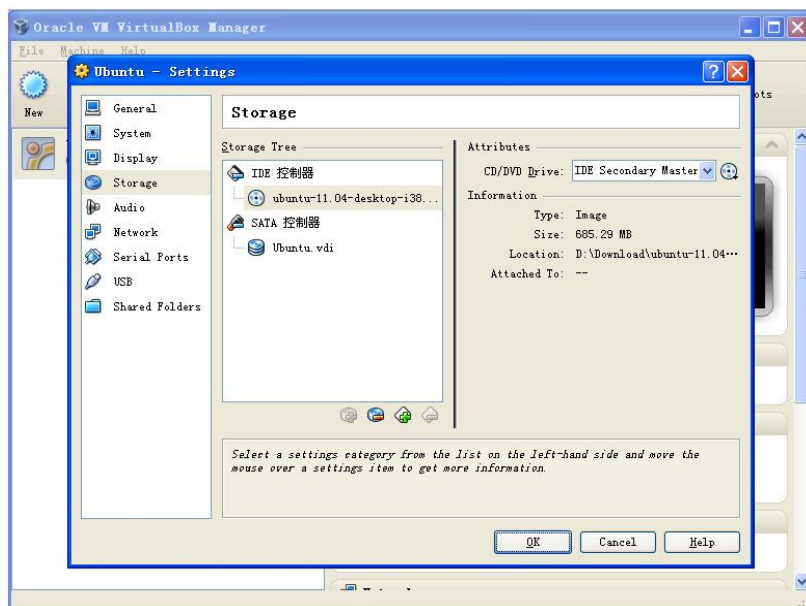 Oracle VM VirtualBox Manager
File Machine Help
Ubuntu - Settings
New
ots
General
System
Display
Storage
Audio
Network
Serial Ports
USB
Shared Folders
Storage
Storage Tree
IDE 控制器
ubuntu-11.04-desktop-i38...
SATA 控制器
Ubuntu.vdi
Attributes
CD/DVD Drive: IDE Secondary Master
Information
Type: Image
Size: 685.29 MB
Location: D:\Download\ubuntu-11.04...
Attached To: --
Select a settings category from the list on the left-hand side and move the
mouse over a settings item to get more information.
OK Cancel Help